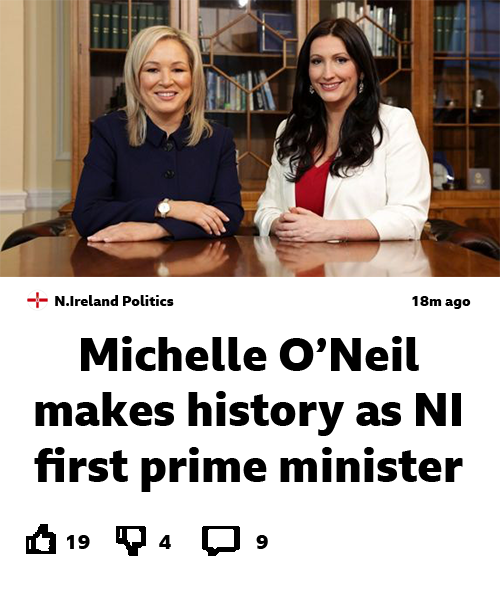 N.Ireland Politics
18m ago
Michelle O’Neil
makes history as NI
first prime minister
19
4
9